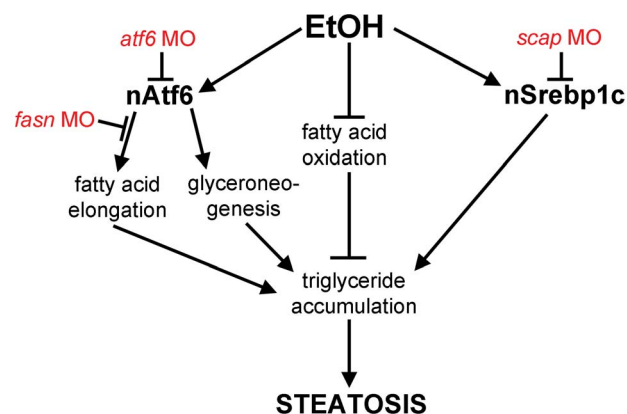 EtOH
atf6 MO
scap MO
nAtf6
nSrebp1c
fasn MO
fatty acid
oxidation
fatty acid
elongation
glyceroneo-
genesis
triglyceride
accumulation
STEATOSIS